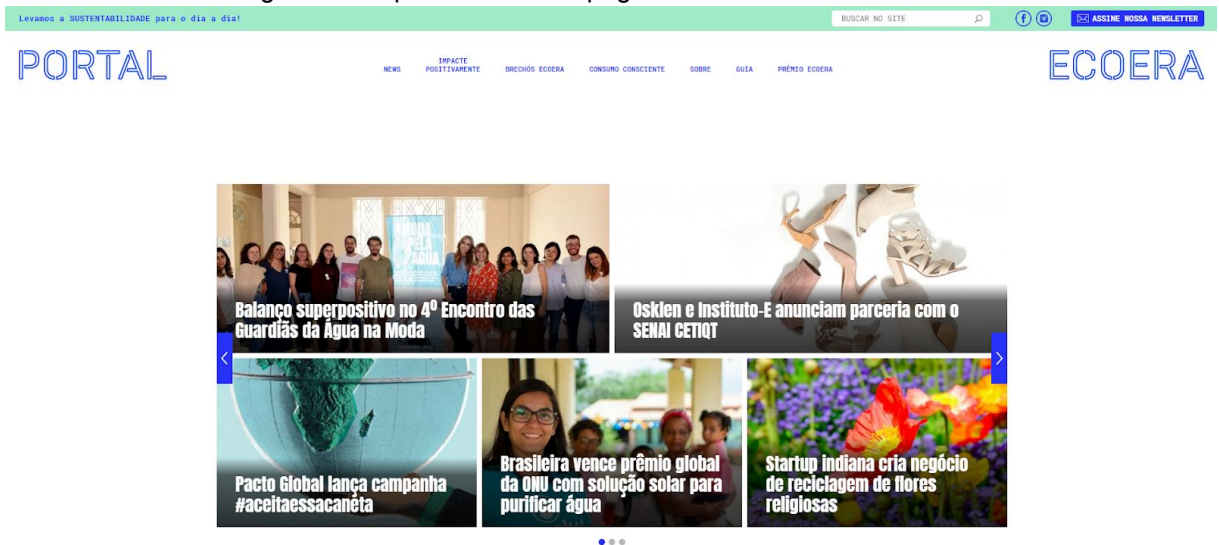 Levamos a SUSTENTABILIDADE para o dia a dia!
BUSCAR NO SITE
ASSINE NOSSA NEWSLETTER
PORTAL
NEWS
IMPACTE
POSITIVAMENTE
BRECHÓS ECOERA
CONSUMO CONSCIENTE
SOBRE
GUIA
PRÊMIO ECOERA
ECOERA
A MODA
PELA
ÁGUA
Balanço superpositivo no 4º Encontro das
Guardiãs da Água na Moda
Osklen e Instituto-E anunciam parceria com o
SENAI CETIQT
Pacto Global lança campanha
#aceitaessacaneta
Brasileira vence prêmio global
da ONU com solução solar para
purificar água
Startup indiana cria negócio
de reciclagem de flores
religiosas